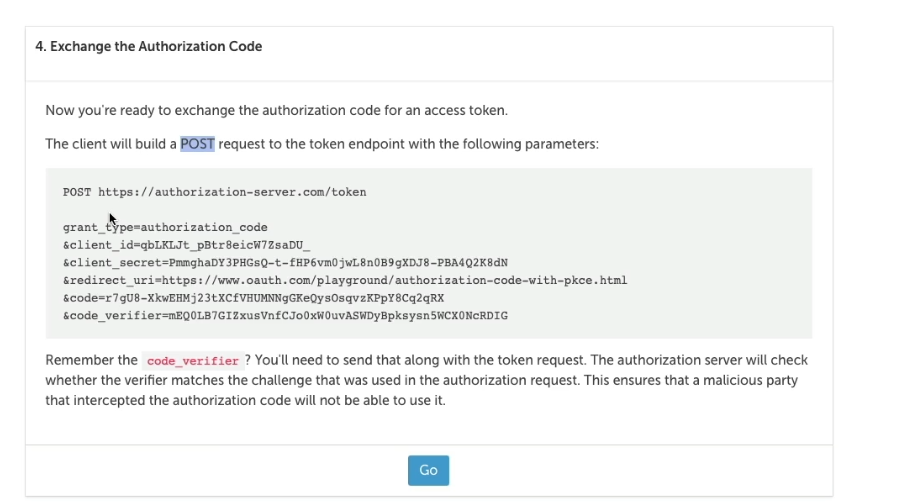 4. Exchange the Authorization Code
Now you're ready to exchange the authorization code for an access token.
The client will build a POST request to the token endpoint with the following parameters:
POST https://authorization-server.com/token
grant_type=authorization_code
&client_id=qbLKLJt_pBtr8eicW7ZsaDU_
&client_secret=PmmghaDY3PHGsQ-t-fHP6vm0jwL8n0B9gXDJ8-PBA4Q2K8dN
&redirect_uri=https://www.oauth.com/playground/authorization-code-with-pkce.html
&code=r7gU8-XkwEHMj23tXCfVHUMNNgGKeQysOsqvzKPpY8Cq2qRX
&code_verifier=mEQ0LB7GIZxusVnfCJo0xW0uvASWDyBpksysn5WCX0NcRDIG
Remember the code_verifier ? You'll need to send that along with the token request. The authorization server will check
whether the verifier matches the challenge that was used in the authorization request. This ensures that a malicious party
that intercepted the authorization code will not be able to use it.
Go